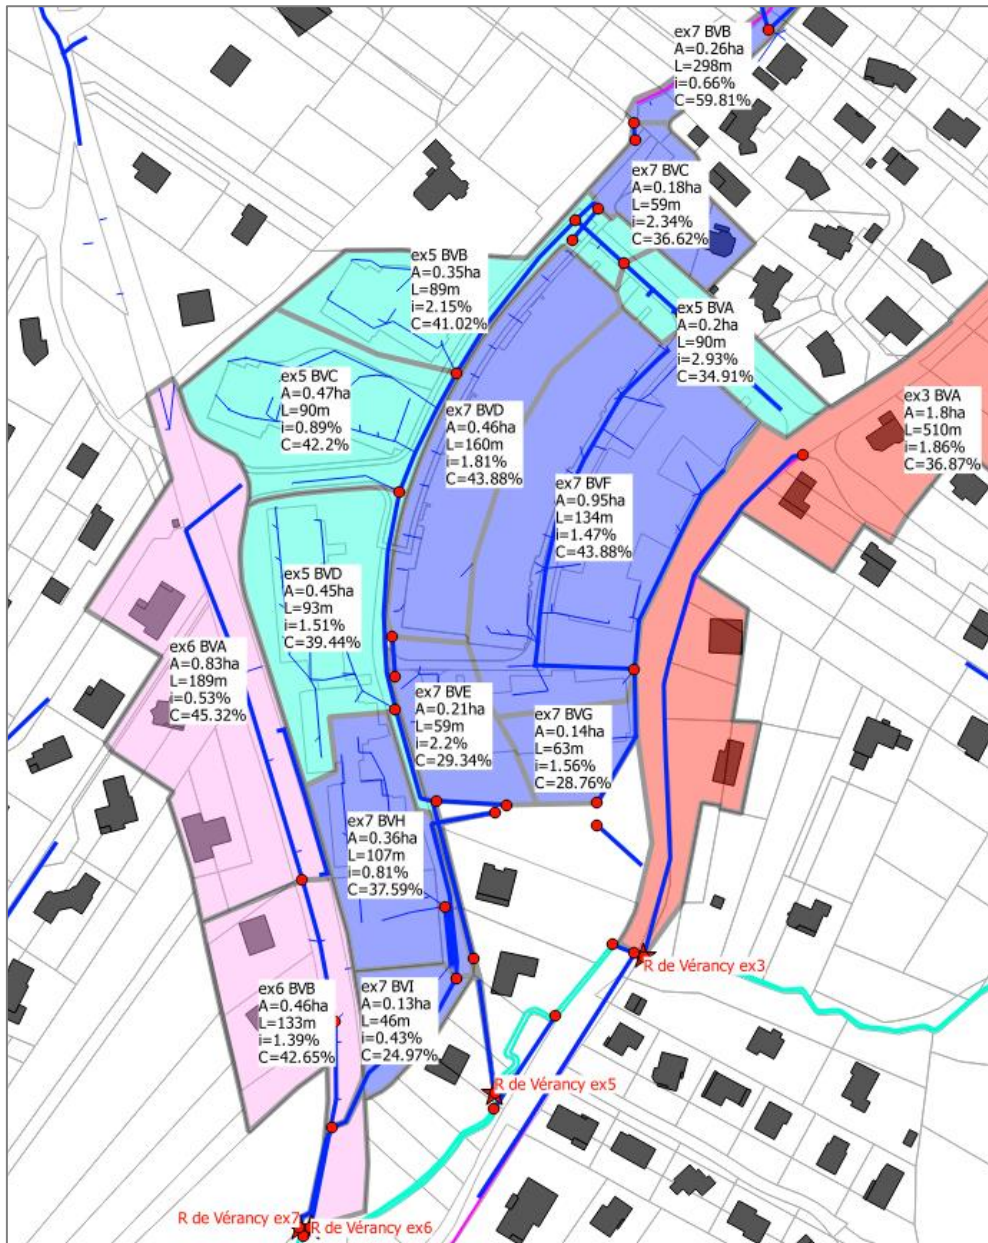 ex7 BVB
A=0.26ha
L=298m
i=0.66%
C=59.81%
ex7 BVC
A=0.18ha
L=59m
i=2.34%
C=36.62%
ex5 BVB
A=0.35ha
L=89m
i=2.15%
C=41.02%
ex5 BVA
A=0.2ha
L=90m
i=2.93%
C=34.91%
ex5 BVC
A=0.47ha
L=90m
i=0.89%
C=42.2%
ex7 BVD
A=0.46ha
L=160m
i=1.81%
C=43.88%
ex3 BVA
A=1.8ha
L=510m
i=1.86%
C=36.87%
ex7 BVF
A=0.95ha
L=134m
i=1.47%
C=43.88%
ex5 BVD
A=0.45ha
L=93m
i=1.51%
C=39.44%
ex6 BVA
A=0.83ha
L=189m
i=0.53%
C=45.32%
ex7 BVE
A=0.21ha
L=59m
i=2.2%
C=29.34%
ex7 BVG
A=0.14ha
L=63m
i=1.56%
C=28.76%
ex7 BVH
A=0.36ha
L=107m
i=0.81%
C=37.59%
R de Vérancy ex3
ex6 BVB
A=0.46ha
L=133m
i=1.39%
C=42.65%
ex7 BVI
A=0.13ha
L=46m
i=0.43%
C=24.97%
R de Vérancy ex5
R de Vérancy ex7
R de Vérancy ex6